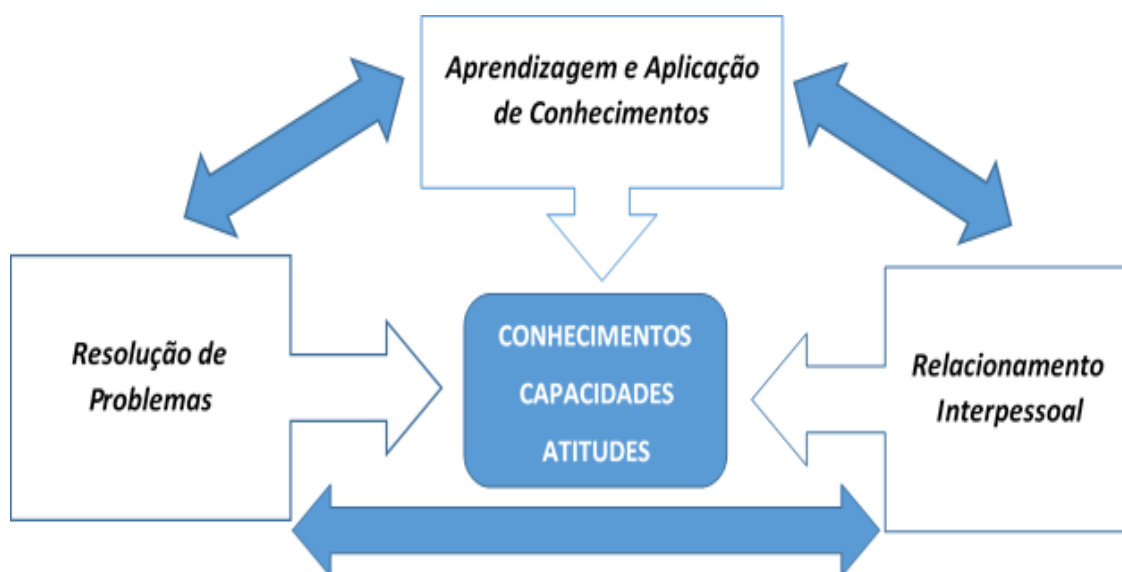 Aprendizagem e Aplicação
de Conhecimentos
Resolução de
Problemas
CONHECIMENTOS
CAPACIDADES
ATITUDES
Relacionamento
Interpessoal